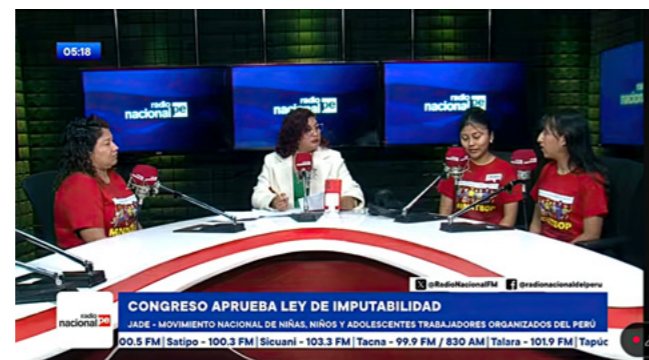 05:18
radio
nacional pe
radio
nacional pe
radio
nacional pe
@RadioNacionalFM
@radionacionaldelperu
radio
nacional pe
CONGRESO APRUEBA LEY DE IMPUTABILIDAD
JADE - MOVIMIENTO NACIONAL DE NIÑAS, NIÑOS Y ADOLESCENTES TRABAJADORES ORGANIZADOS DEL PERÚ
00.5 FM | Satipo - 100.3 FM | Sicuani - 103.3 FM | Tacna - 99.9 FM / 830 AM | Talara - 101.9 FM | Tapúc